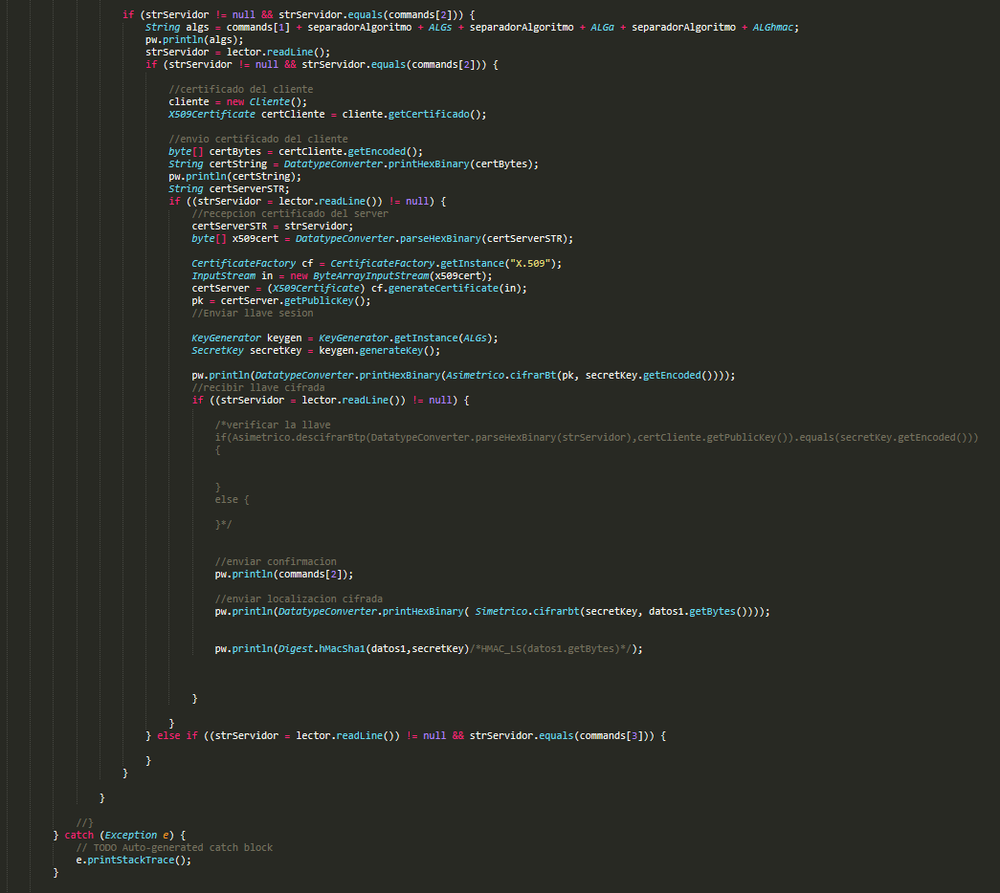 if (strServidor != null && strServidor.equals(commands[2])) {
String algs = commands[1] + separadorAlgoritmo + ALGs + separadorAlgoritmo + ALGa + separadorAlgoritmo + ALGhmac;
pw.println(algs);
strServidor = lector.readLine();
if (strServidor != null && strServidor.equals(commands[2])) {
//certificado del cliente
cliente = new Cliente();
X509Certificate certCliente = cliente.getCertificado();
//envio certificado del cliente
byte[] certBytes = certCliente.getEncoded();
String certString = DatatypeConverter.printHexBinary(certBytes);
pw.println(certString);
String certServerSTR;
if ((strServidor = lector.readLine()) != null) {
//recepcion certificado del server
certServerSTR = strServidor;
byte[] x509cert = DatatypeConverter.parseHexBinary(certServerSTR);
CertificateFactory cf = CertificateFactory.getInstance("X.509");
InputStream in = new ByteArrayInputStream(x509cert);
certServer = (X509Certificate) cf.generateCertificate(in);
pk = certServer.getPublicKey();
//Enviar llave sesion
KeyGenerator keygen = KeyGenerator.getInstance(ALGs);
SecretKey secretKey = keygen.generateKey();
pw.println(DatatypeConverter.printHexBinary(Asimetrico.cifrarBt(pk, secretKey.getEncoded())));
//recibir llave cifrada
if ((strServidor = lector.readLine()) != null) {
/*verificar la llave
if(Asimetrico.descifrarBtp(DatatypeConverter.parseHexBinary(strServidor),certCliente.getPublicKey()).equals(secretKey.getEncoded()))
{
}
else {
}*/
//enviar confirmacion
pw.println(commands[2]);
//enviar localizacion cifrada
pw.println(DatatypeConverter.printHexBinary( Simetrico.cifrarbt(secretKey, datos1.getBytes())));
pw.println(Digest.hMacSha1(datos1,secretKey)/*HMAC_LS(datos1.getBytes)*/);
}
}
} else if ((strServidor = lector.readLine()) != null && strServidor.equals(commands[3])) {
}
}
}
//}
} catch (Exception e) {
// TODO Auto-generated catch block
e.printStackTrace();
}